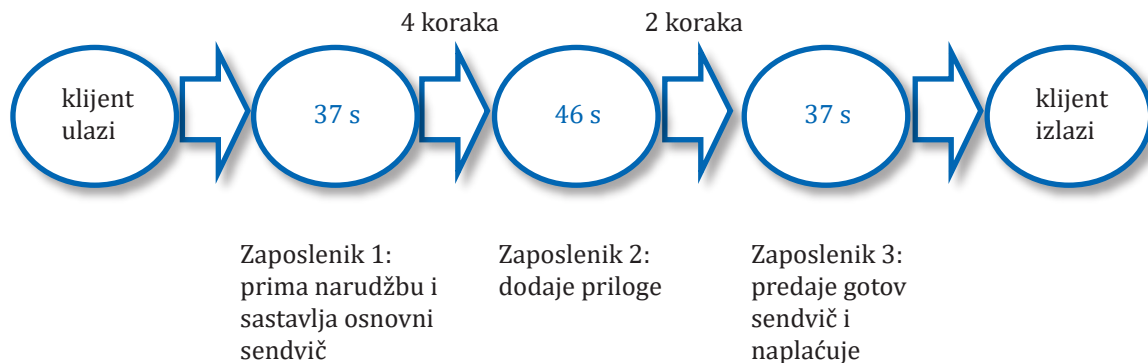 4 koraka
2 koraka
klijent
ulazi
37 s
46 s
37 s
klijent
izlazi
Zaposlenik 1:
prima narudžbu i
sastavlja osnovni
sendvič
Zaposlenik 2:
dodaje priloge
Zaposlenik 3:
predaje gotov
sendvič i
naplaćuje